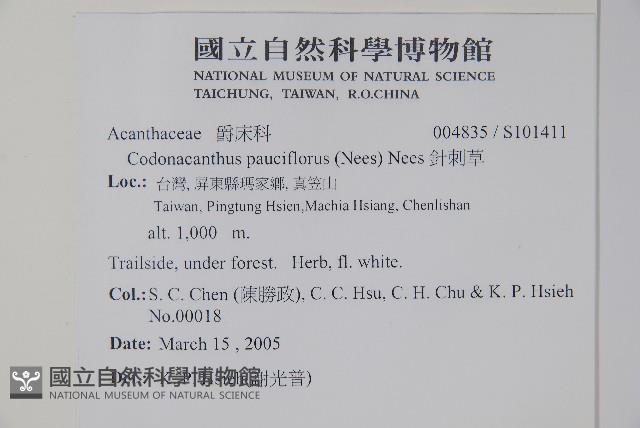 國立自然科學博物館
NATIONAL MUSEUM OF NATURAL SCIENCE
TAICHUNG, TAIWAN, R.O.CHINA
Acanthaceae 爵床科 004835 / S101411
Codonacanthus pauciflorus (Nees) Nees 針刺草
Loc.: 台灣, 屏東縣瑪家鄉, 真笠山
Taiwan, Pingtung Hsien,Machia Hsiang, Chenlishan
alt. 1,000 m.
Trailside, under forest. Herb, fl. white.
Col.: S. C. Chen (陳勝政), C. C. Hsu, C. H. Chu & K. P. Hsieh
No.00018
Date: March 15 , 2005
謝光普)
國立自然科學博物館
NATIONAL MUSEUM OF NATURAL SCIENCE